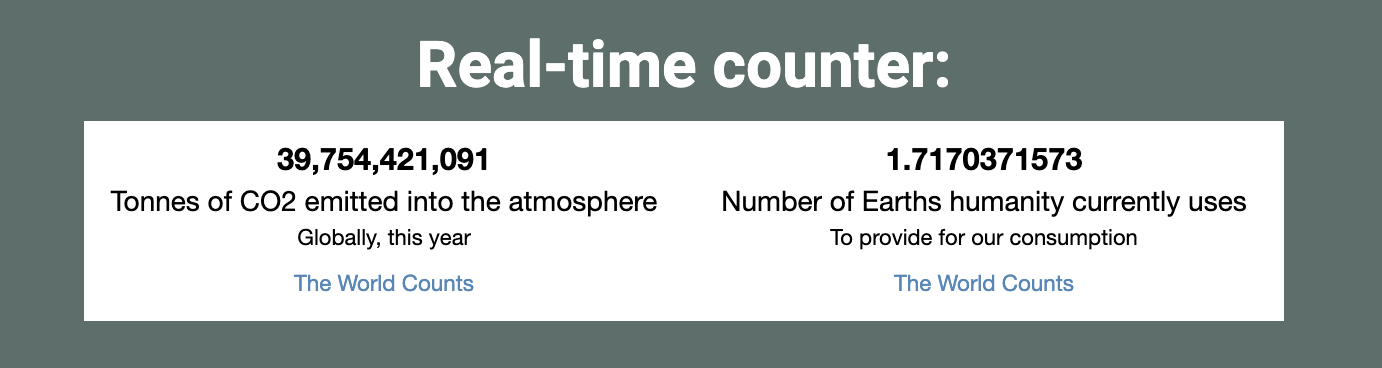 Real-time counter:
39,754,421,091
Tonnes of CO2 emitted into the atmosphere
Globally, this year
The World Counts
1.7170371573
Number of Earths humanity currently uses
To provide for our consumption
The World Counts